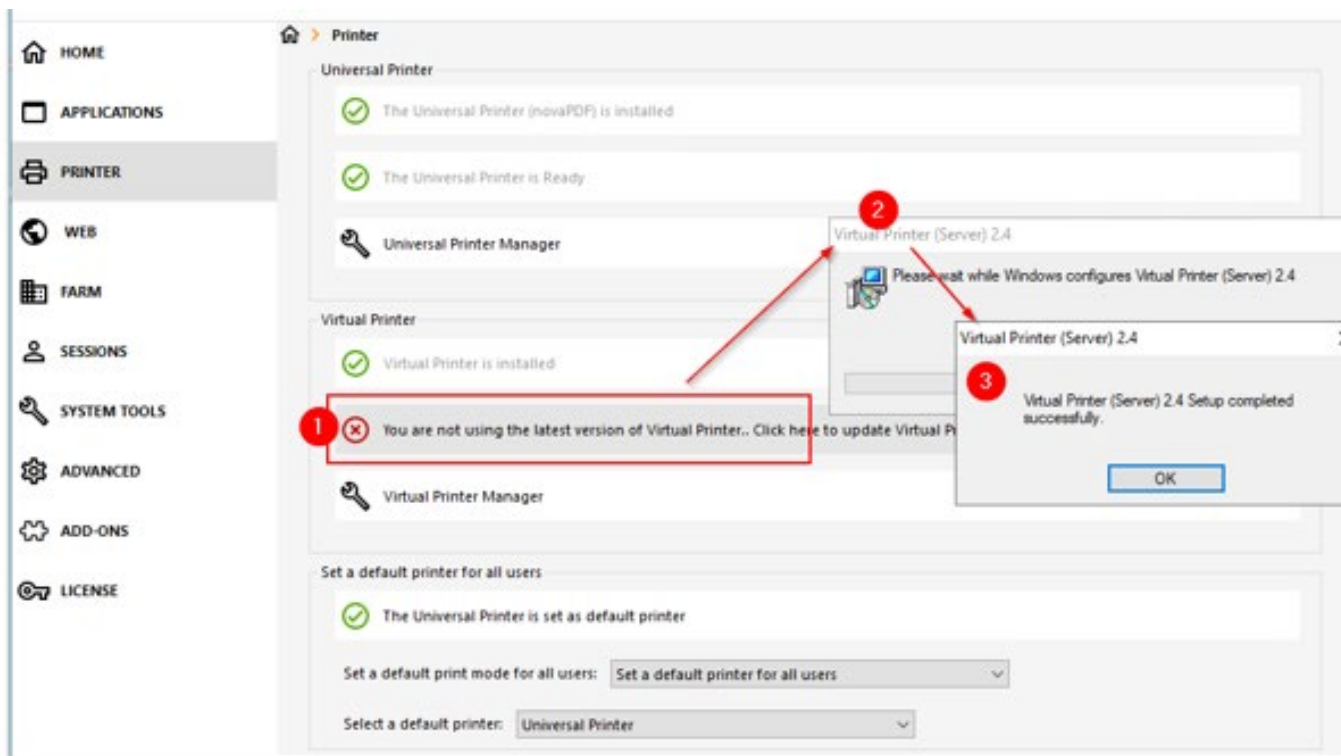 HOME
APPLICATIONS
PRINTER
WEB
FARM
SESSIONS
SYSTEM TOOLS
ADVANCED
ADD-ONS
LICENSE
Printer
Universal Printer
The Universal Printer (novaPDF) is installed
The Universal Printer is Ready
Universal Printer Manager
Virtual Printer
Virtual Printer is installed
1
You are not using the latest version of Virtual Printer.. Click here to update Virtual
Virtual Printer Manager
2
Virtual Printer (Server) 2.4
Please wait while Windows configures Virtual Printer (Server) 2.4
Virtual Printer (Server) 2.4
3
Virtual Printer (Server) 2.4 Setup completed
successfully.
OK
Set a default printer for all users
The Universal Printer is set as default printer
Set a default print mode for all users: Set a default printer for all users
Select a default printer: Universal Printer